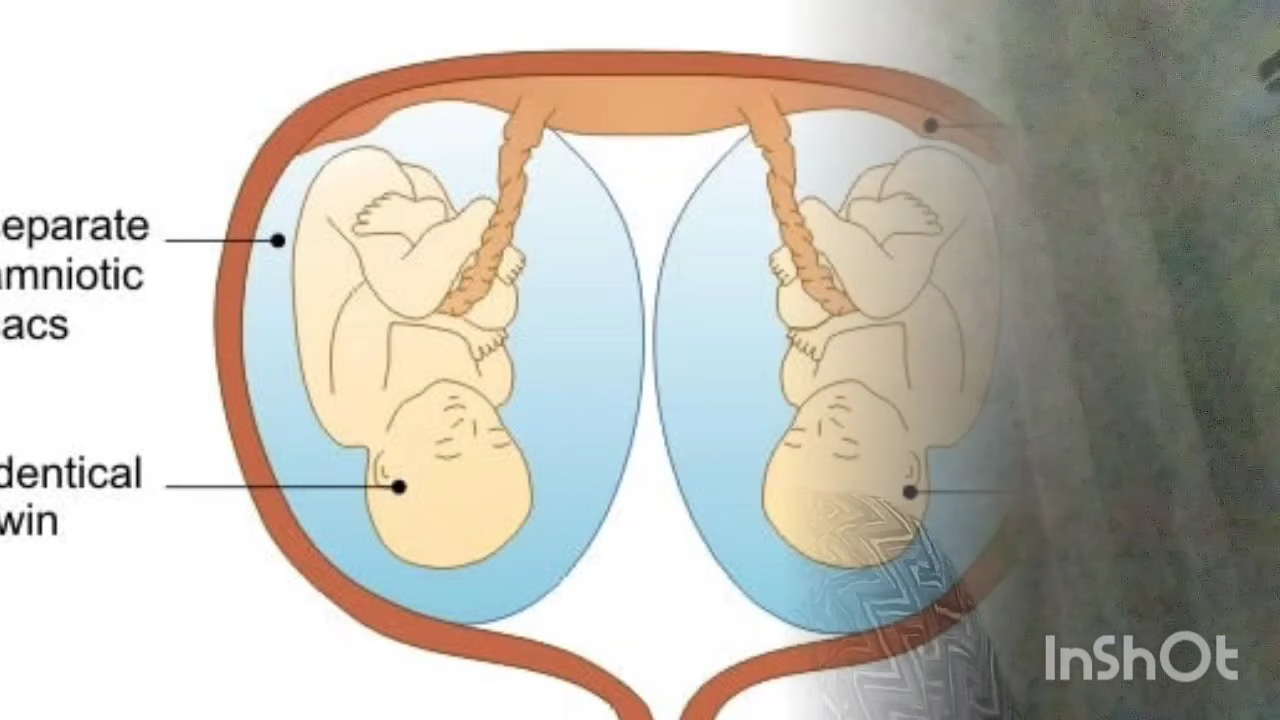 eparate
mniotic
acs
dentical
win
InShOt